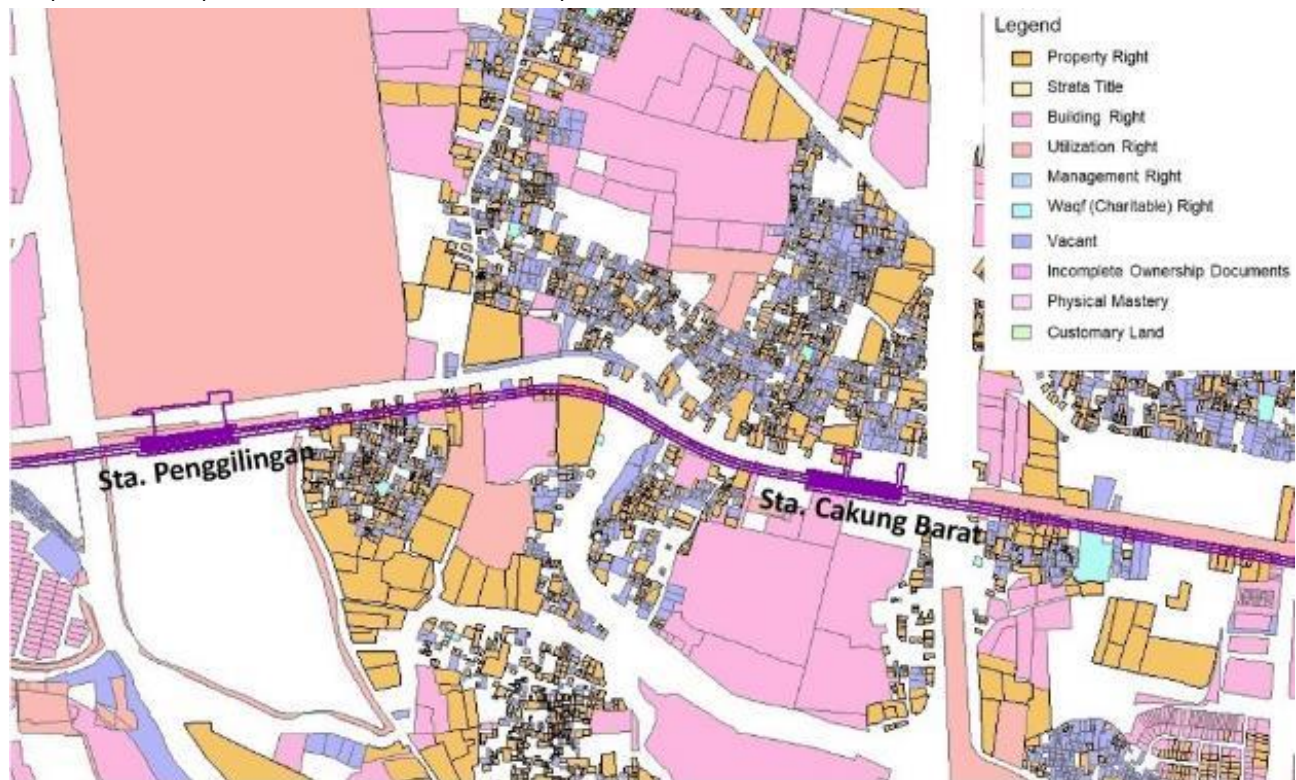 Legend
Property Right
Strata Title
Building Right
Utilization Right
Management Right
Waqf (Charitable) Right
Vacant
Incomplete Ownership Documents
Physical Mastery
Customary Land
Sta. Penggilingan
Sta. Cakung Barat